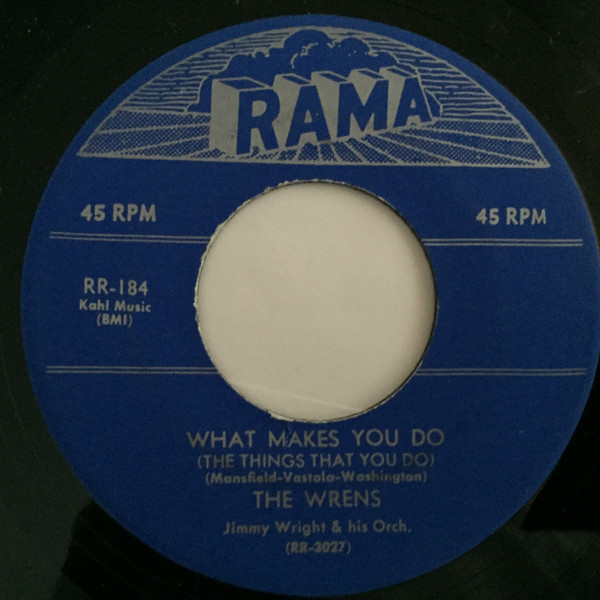 RAMA
45 RPM
45 RPM
RR-184
Kahl Music
(BMI)
WHAT MAKES YOU DO
(THE THINGS THAT YOU DO)
(Mansfield-Vastola-Washington)
THE WRENS
Jimmy Wright & his Orch.
(RR-3027)